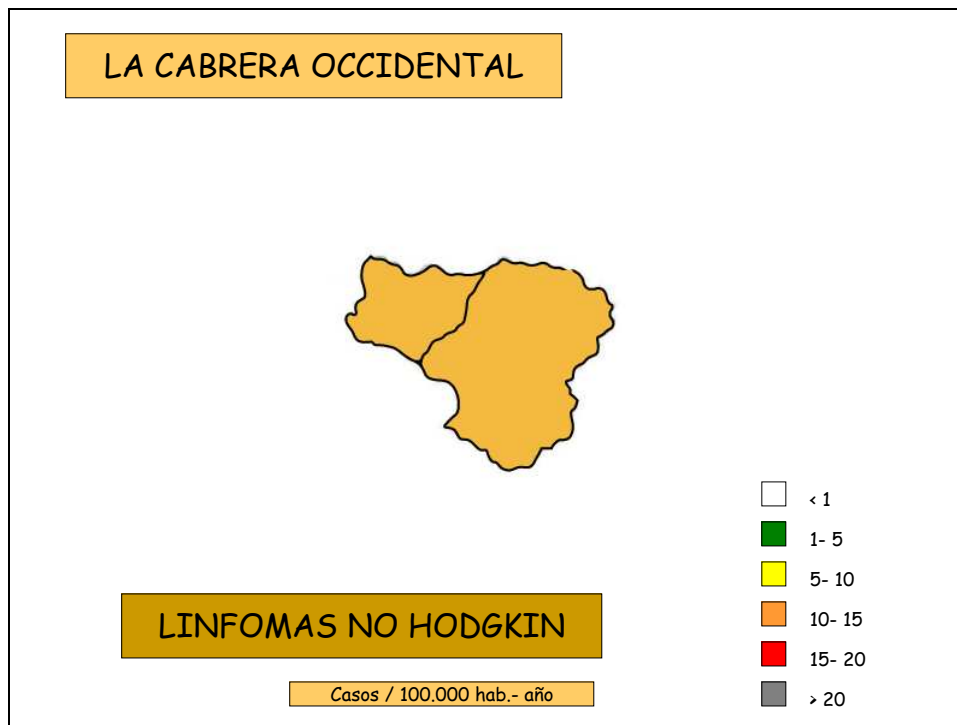 LA CABRERA OCCIDENTAL
< 1
1- 5
5- 10
10- 15
15- 20
> 20
LINFOMAS NO HODGKIN
Casos / 100.000 hab.- año